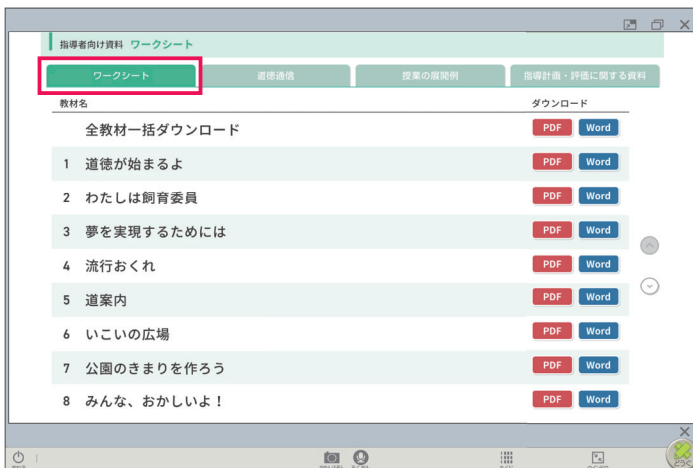 指導者向け資料 ワークシート
ワークシート 道徳通信 授業の展開例 指導計画・評価に関する資料
教材名 ダウンロード
全教材一括ダウンロード PDF Word
1 道徳が始まるよ PDF Word
2 わたしは飼育委員 PDF Word
3 夢を実現するためには PDF Word
4 流行おくれ PDF Word
5 道案内 PDF Word
6 いこいの広場 PDF Word
7 公園のきまりを作ろう PDF Word
8 みんな、おかしいよ！ PDF Word